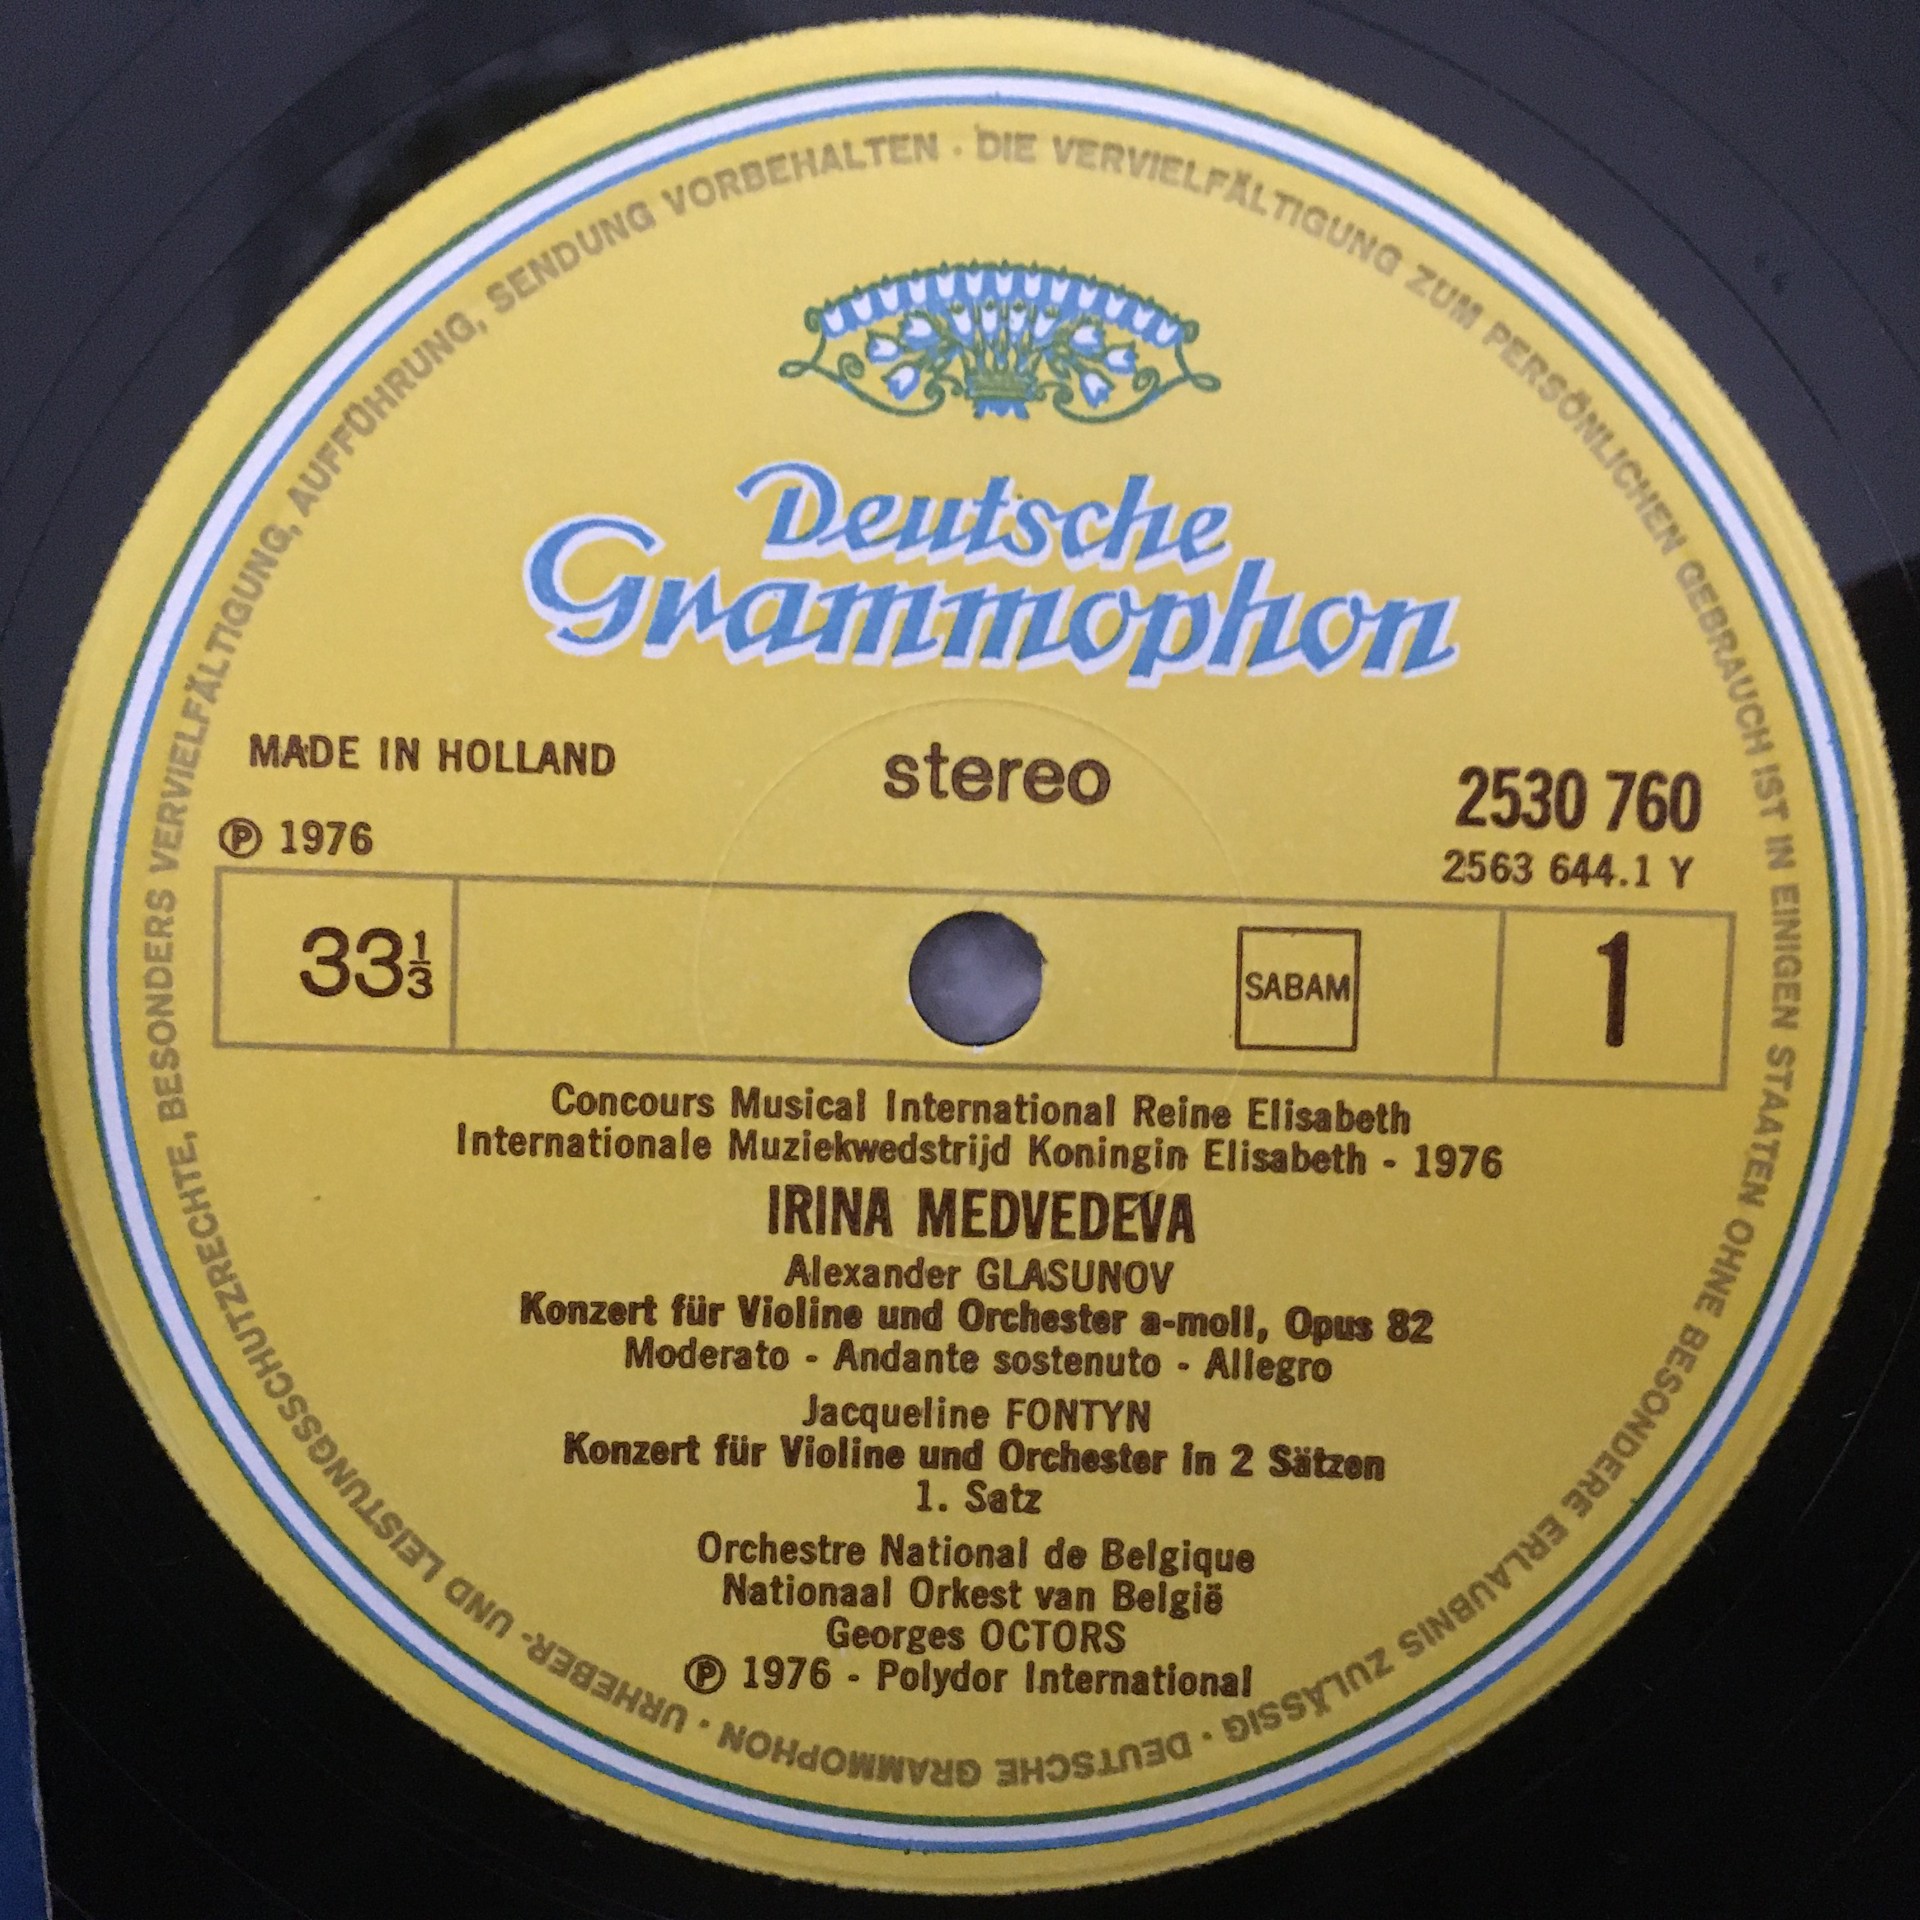 URHEBER- UND LEISTUNGSSCHUTZRECHTE, BESONDERS VERVIELFÄLTIGUNG, AUFFÜHRUNG, SENDUNG VORBEHALTEN · DIE VERVIELFÄLTIGUNG ZUM PERSÖNLICHEN GEBRAUCH IST IN EINIGEN STAATEN OHNE BESONDERE ERLAUBNIS ZULÄSSIG · DEUTSCHE GRAMMOPHON ·
Deutsche
Grammophon
MADE IN HOLLAND
stereo
2530 760
℗ 1976
2563 644.1 Y
33⅓
SABAM
1
Concours Musical International Reine Elisabeth
Internationale Muziekwedstrijd Koningin Elisabeth - 1976
IRINA MEDVEDEVA
Alexander GLASUNOV
Konzert für Violine und Orchester a-moll, Opus 82
Moderato - Andante sostenuto - Allegro
Jacqueline FONTYN
Konzert für Violine und Orchester in 2 Sätzen
1. Satz
Orchestre National de Belgique
Nationaal Orkest van België
Georges OCTORS
℗ 1976 - Polydor International